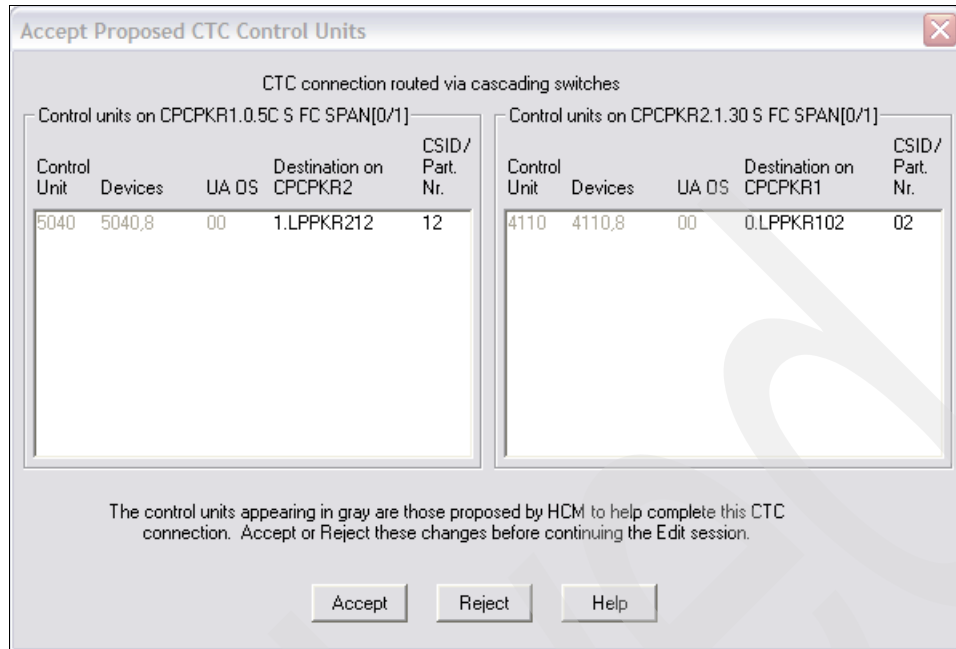 Accept Proposed CTC Control Units
CTC connection routed via cascading switches
Control units on CPCPKR1.0.5C S FC SPAN[0/1]
Control Unit Devices UA OS Destination on CPCPKR2 CSID/ Part. Nr.
5040 5040,8 00 1.LPPKR212 12
Control units on CPCPKR2.1.30 S FC SPAN[0/1]
Control Unit Devices UA OS Destination on CPCPKR1 CSID/ Part. Nr.
4110 4110,8 00 0.LPPKR102 02
The control units appearing in gray are those proposed by HCM to help complete this CTC
connection. Accept or Reject these changes before continuing the Edit session.
Accept Reject Help